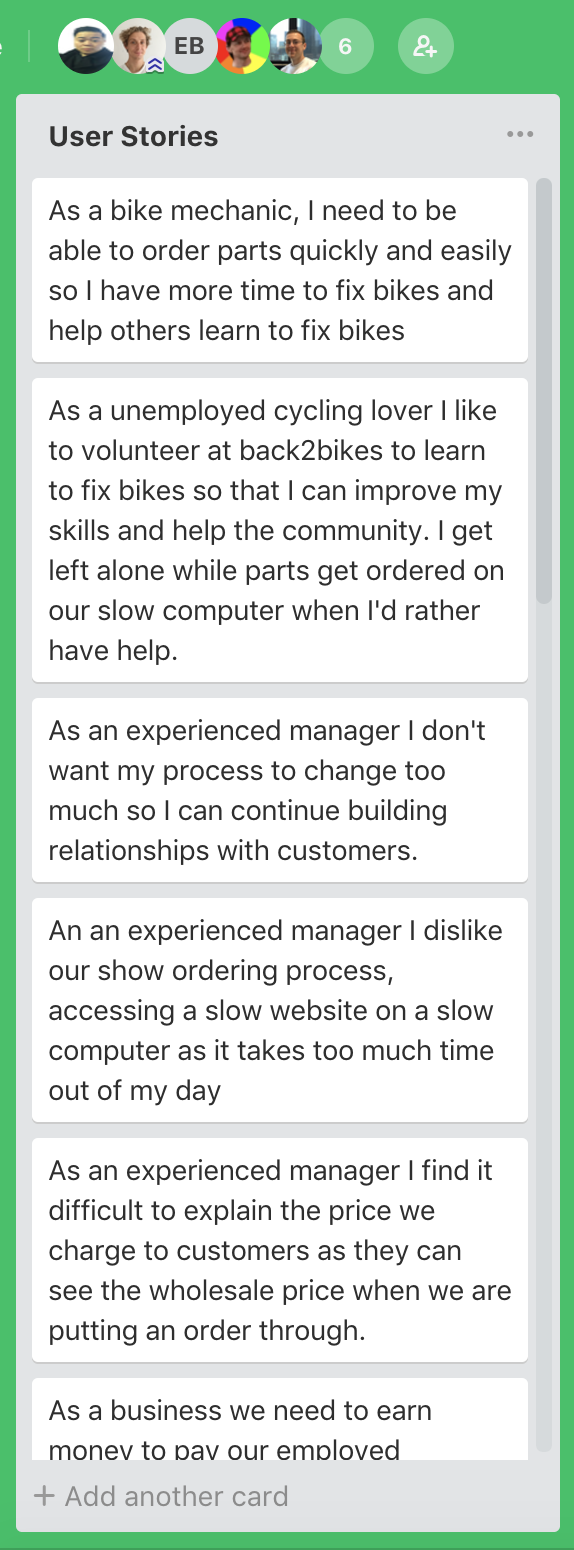 EB
6
User Stories
As a bike mechanic, I need to be
able to order parts quickly and easily
so I have more time to fix bikes and
help others learn to fix bikes
As a unemployed cycling lover I like
to volunteer at back2bikes to learn
to fix bikes so that I can improve my
skills and help the community. I get
left alone while parts get ordered on
our slow computer when I'd rather
have help.
As an experienced manager I don't
want my process to change too
much so I can continue building
relationships with customers.
An an experienced manager I dislike
our show ordering process,
accessing a slow website on a slow
computer as it takes too much time
out of my day
As an experienced manager I find it
difficult to explain the price we
charge to customers as they can
see the wholesale price when we are
putting an order through.
As a business we need to earn
money to pay our employed
+ Add another card